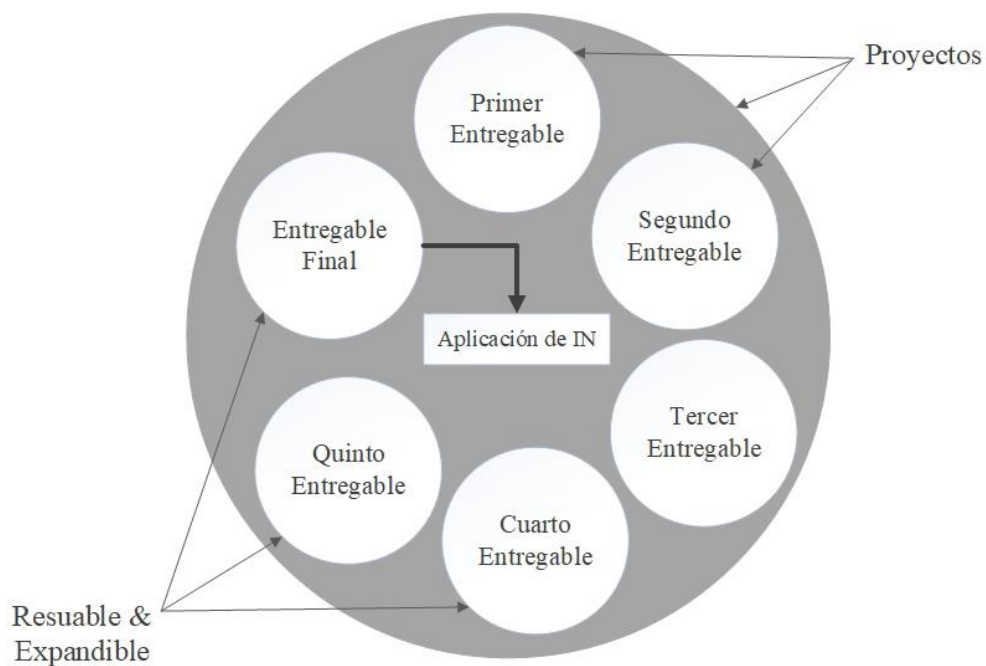 Proyectos
Primer
Entregable
Segundo
Entregable
Entregable
Final
Aplicación de IN
Tercer
Entregable
Quinto
Entregable
Cuarto
Entregable
Resuable &
Expandible